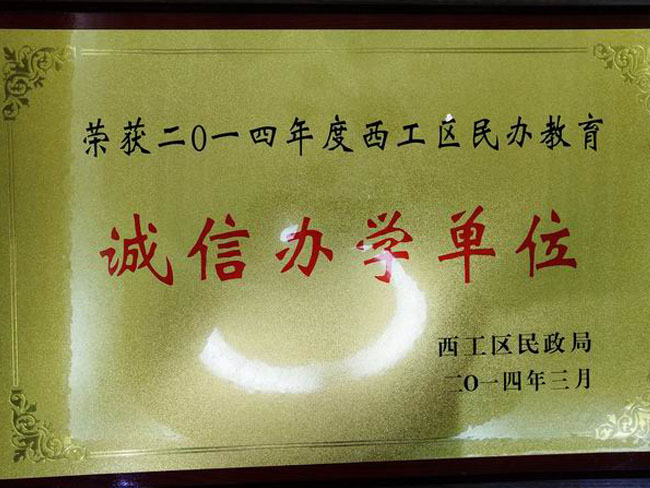 荣获二0一四年度西工区民办教育
诚信办学单位
西工区民政局
二0一四年三月